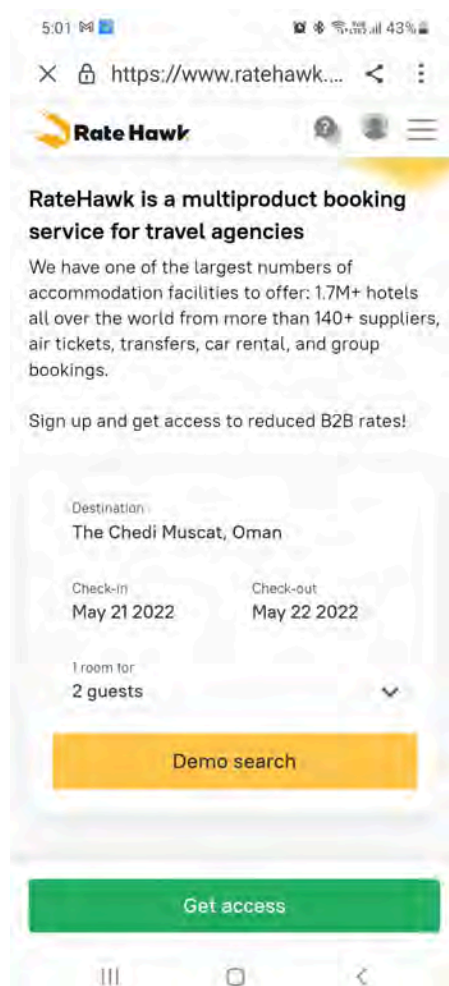 5:01
43%
https://www.ratehawk....
Rate Hawk
RateHawk is a multiproduct booking
service for travel agencies
We have one of the largest numbers of
accommodation facilities to offer: 1.7M+ hotels
all over the world from more than 140+ suppliers,
air tickets, transfers, car rental, and group
bookings.
Sign up and get access to reduced B2B rates!
Destination
The Chedi Muscat, Oman
Check-in Check-out
May 21 2022 May 22 2022
1 room for
2 guests
Demo search
Get access